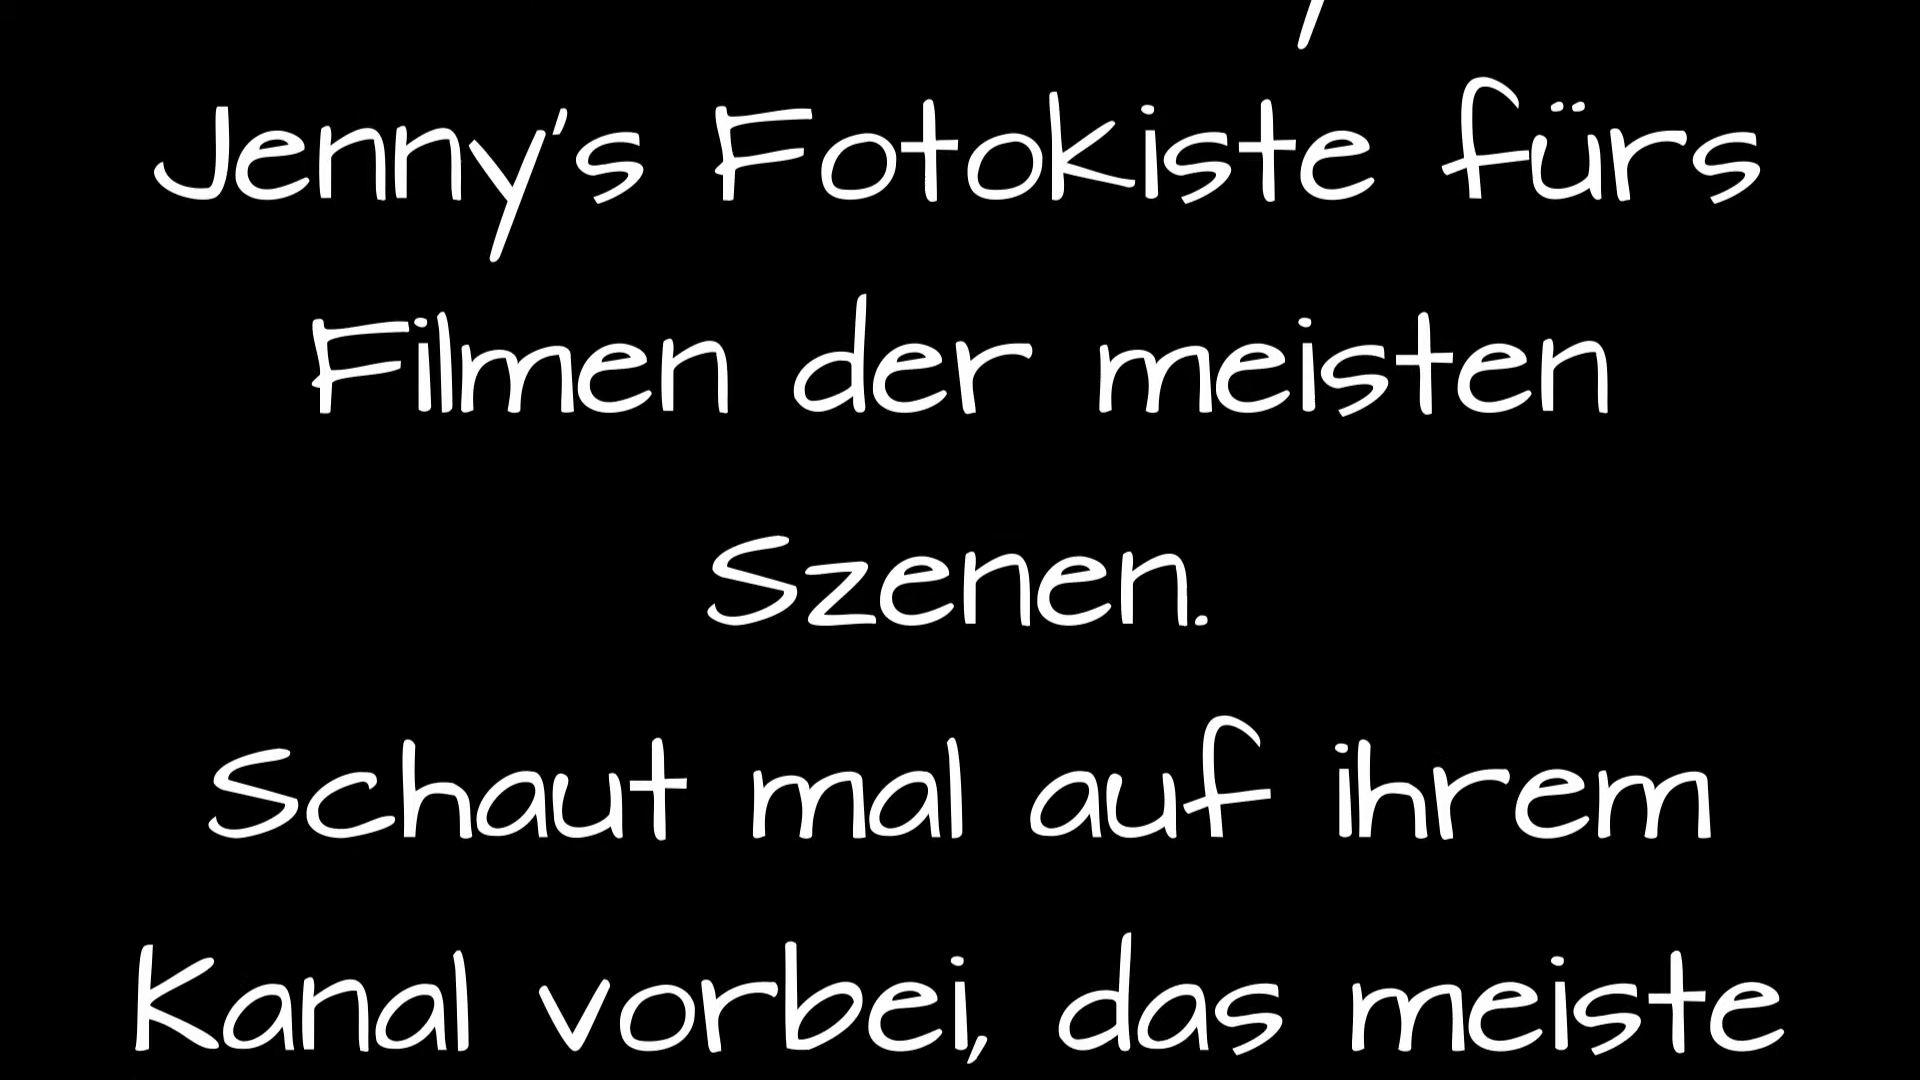 Jenny's Fotokiste fürs
Filmen der meisten
Szenen.
Schaut mal auf ihrem
Kanal vorbei, das meiste